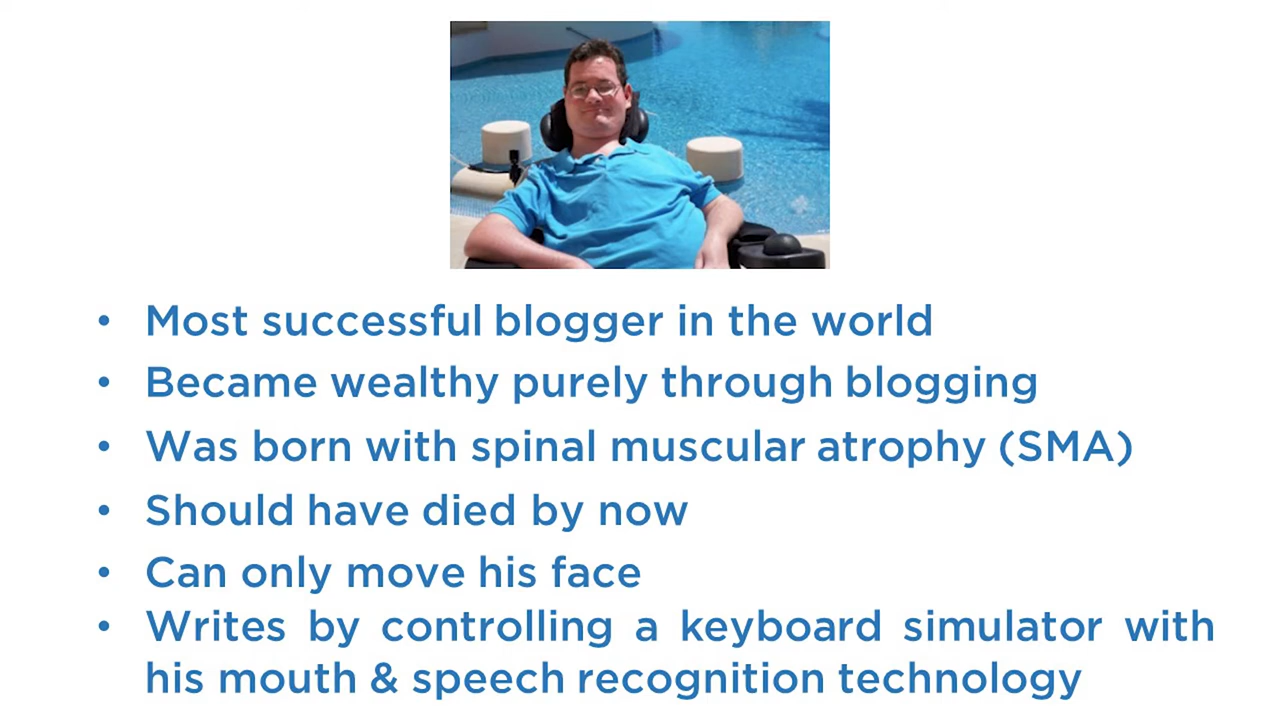 • Most successful blogger in the world
• Became wealthy purely through blogging
• Was born with spinal muscular atrophy (SMA)
• Should have died by now
• Can only move his face
• Writes by controlling a keyboard simulator with
his mouth & speech recognition technology